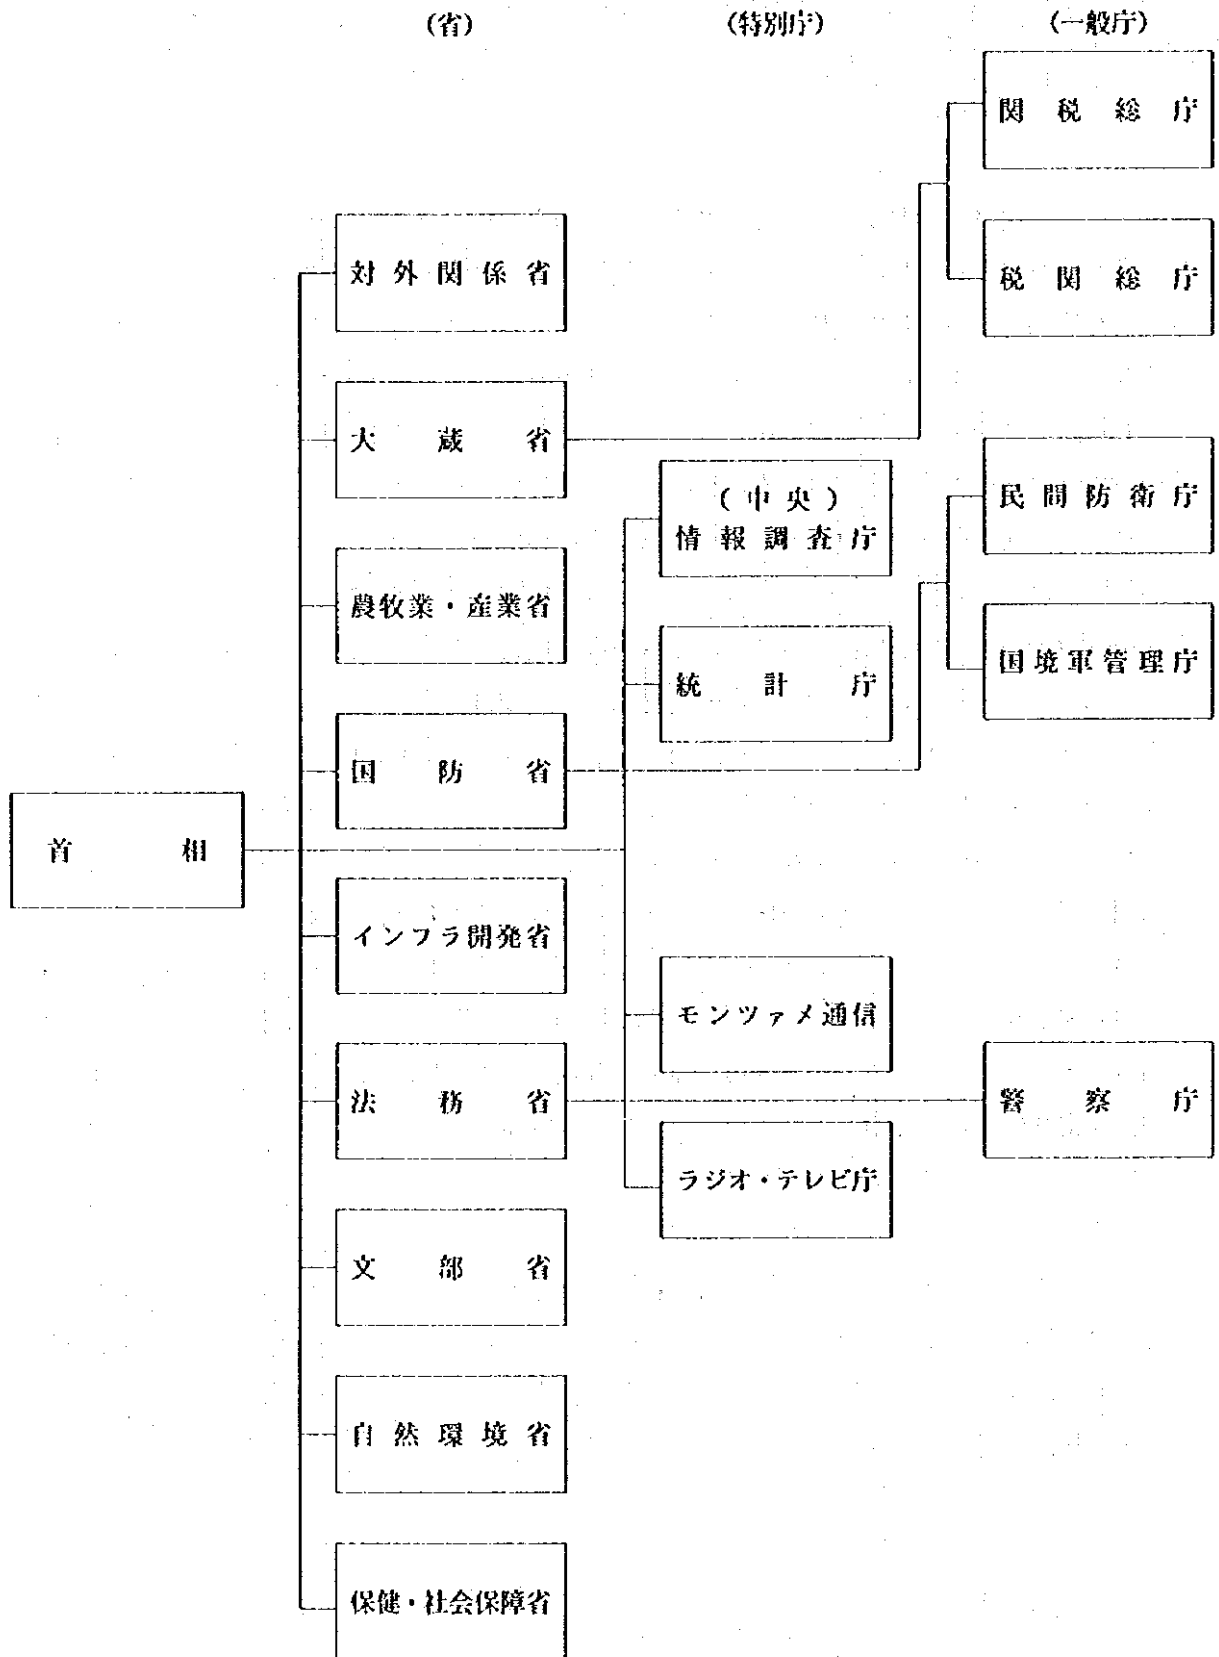 (省)
(特別庁)
(一般庁)
関税総庁
税関総庁
対外関係省
大蔵省
(中央)
情報調査庁
民間防衛庁
農牧業・産業省
統計庁
国境軍管理庁
国防省
首相
インフラ開発省
モンツァメ通信
法務省
警察庁
ラジオ・テレビ庁
文部省
自然環境省
保健・社会保障省